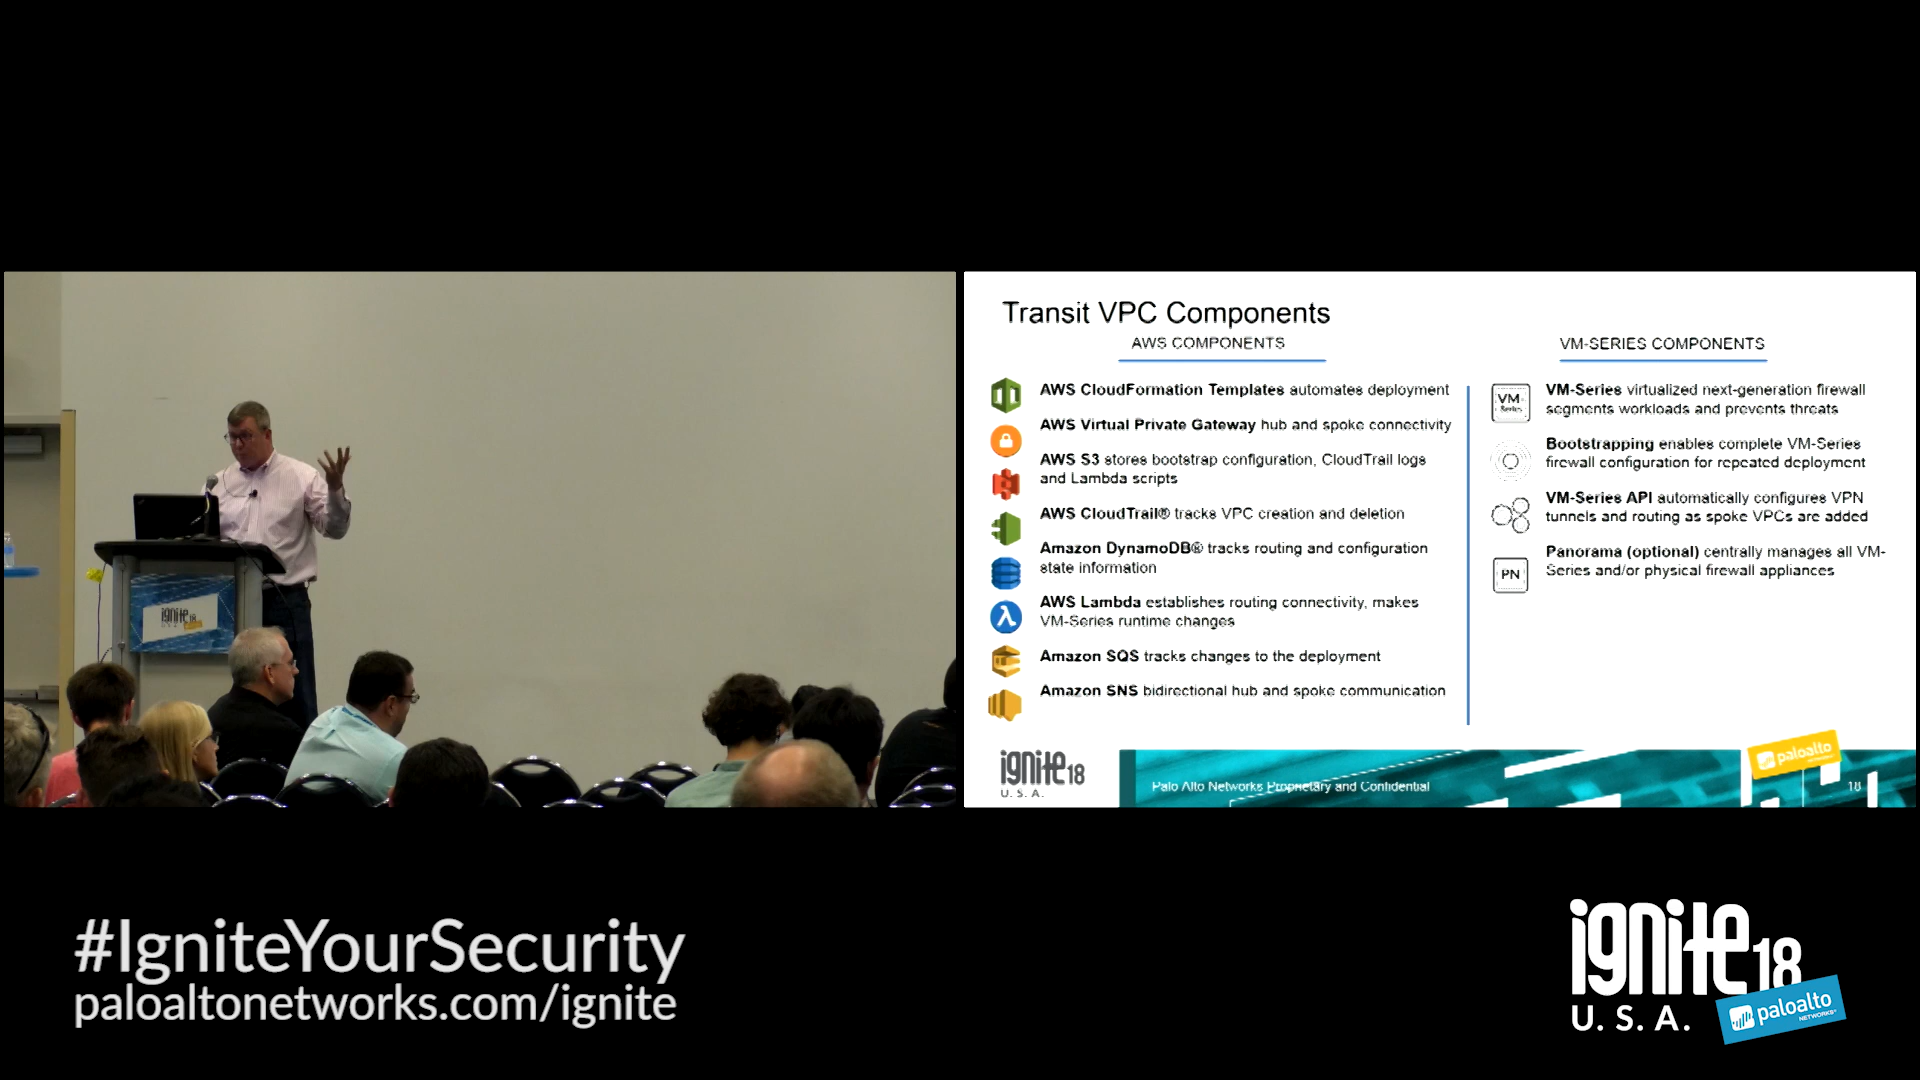 Transit VPC Components
AWS COMPONENTS
AWS CloudFormation Templates automates deployment
AWS Virtual Private Gateway hub and spoke connectivity
AWS S3 stores bootstrap configuration, CloudTrail logs
and Lambda scripts
AWS CloudTrail® tracks VPC creation and deletion
Amazon DynamoDB® tracks routing and configuration
state information
AWS Lambda establishes routing connectivity, makes
VM-Series runtime changes
Amazon SQS tracks changes to the deployment
Amazon SNS bidirectional hub and spoke communication
VM-SERIES COMPONENTS
VM-
Series
VM-Series virtualized next-generation firewall
segments workloads and prevents threats
Bootstrapping enables complete VM-Series
firewall configuration for repeated deployment
VM-Series API automatically configures VPN
tunnels and routing as spoke VPCs are added
PN
Panorama (optional) centrally manages all VM-
Series and/or physical firewall appliances
ignite18
U. S. A.
Palo Alto Networks Proprietary and Confidential
paloalto
18
ignite18
U.S.A.
#IgniteYourSecurity
paloaltonetworks.com/ignite
ignite18
U. S. A.
paloalto
NETWORKS